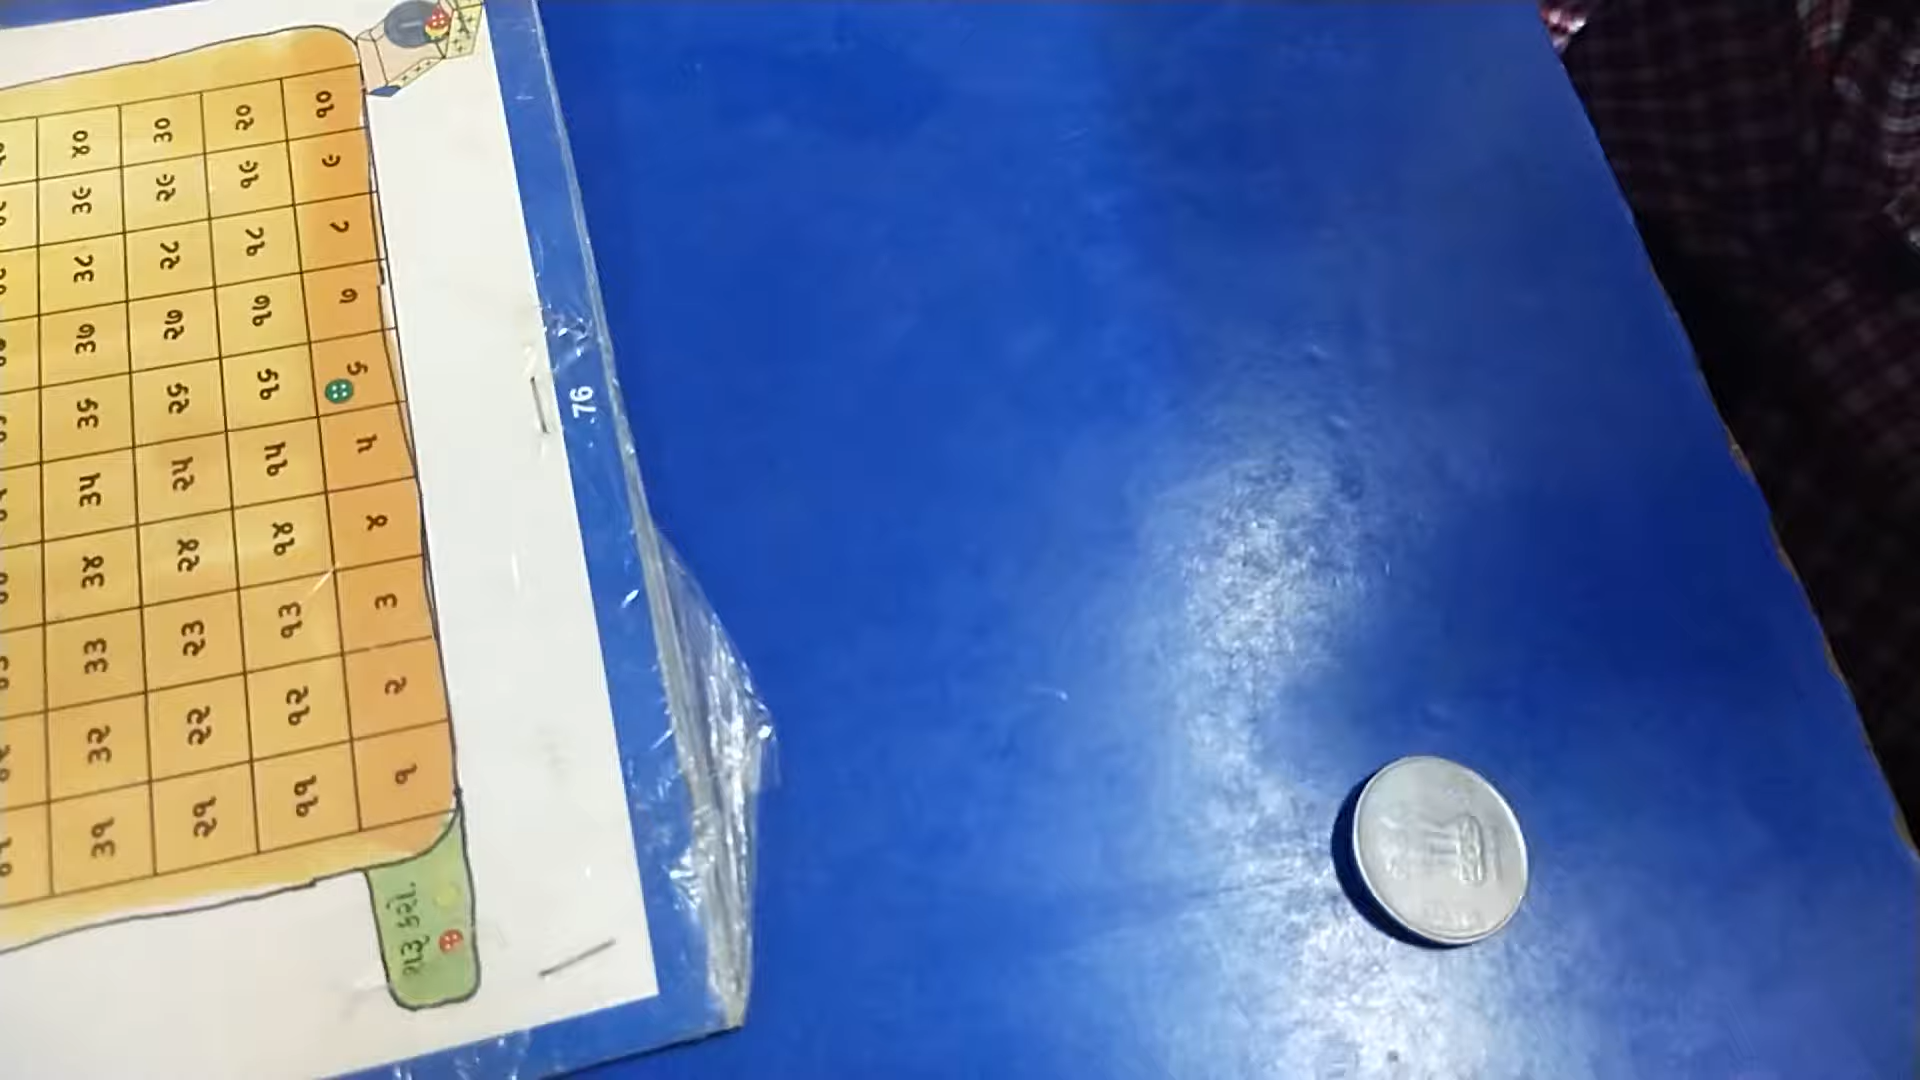 ૧ ૨ ૩ ૪ ૫ ૬ ૭ ૮ ૯ ૧૦
૧૧ ૧૨ ૧૩ ૧૪ ૧૫ ૧૬ ૧૭ ૧૮ ૧૯ ૨૦
૨૧ ૨૨ ૨૩ ૨૪ ૨૫ ૨૬ ૨૭ ૨૮ ૨૯ ૩૦
૩૧ ૩૨ ૩૩ ૩૪ ૩૫ ૩૬ ૩૭ ૩૮ ૩૯ ૪૦
શરૂ કરો.
76